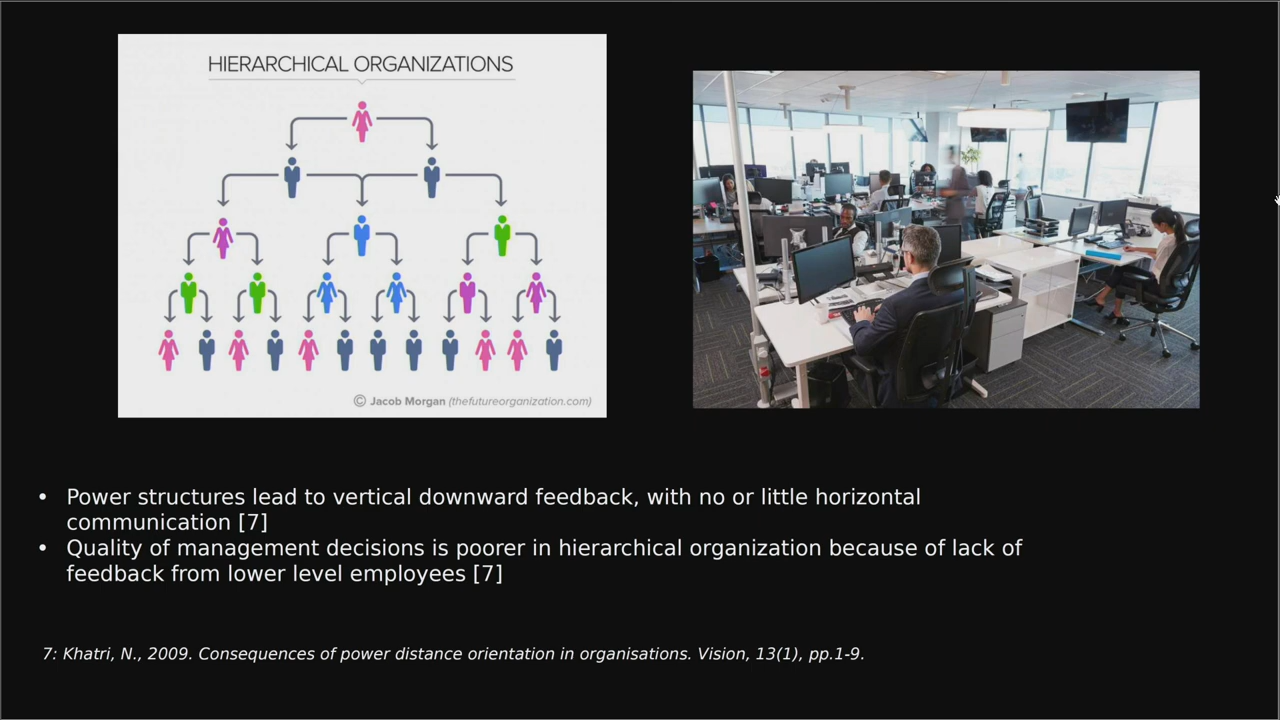 HIERARCHICAL ORGANIZATIONS
© Jacob Morgan (thefutureorganization.com)
• Power structures lead to vertical downward feedback, with no or little horizontal
communication [7]
• Quality of management decisions is poorer in hierarchical organization because of lack of
feedback from lower level employees [7]
7: Khatri, N., 2009. Consequences of power distance orientation in organisations. Vision, 13(1), pp.1-9.